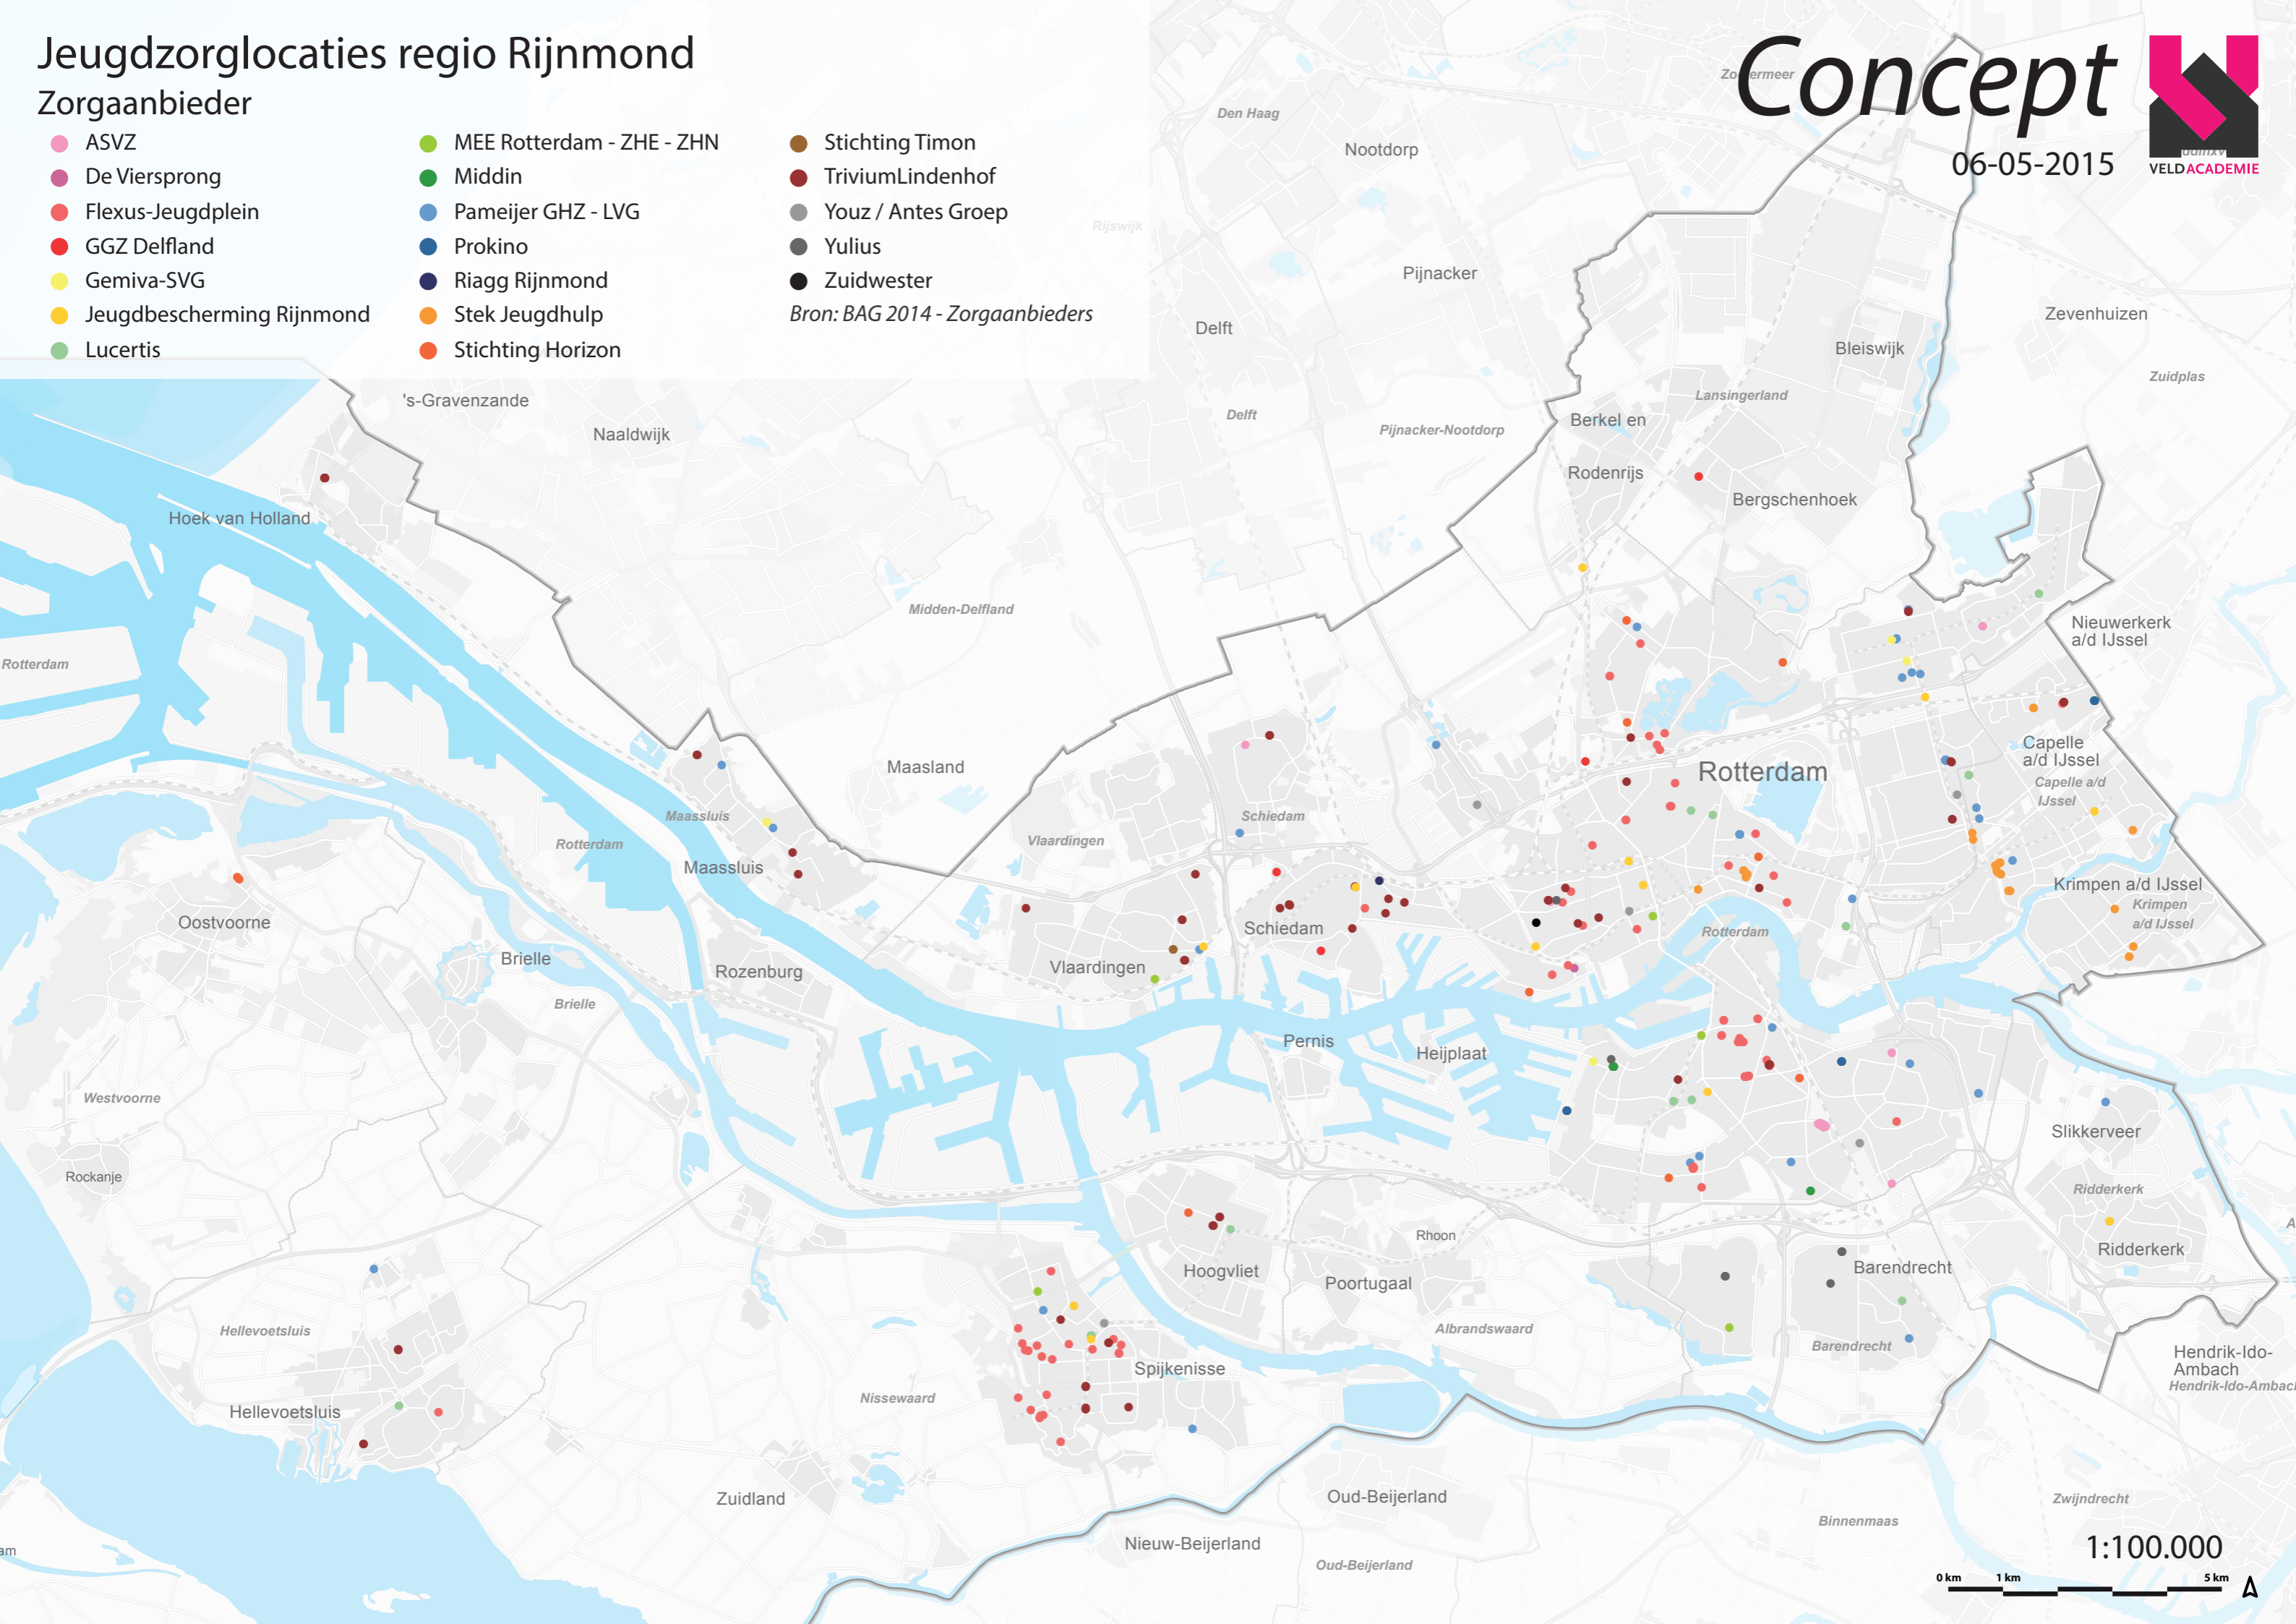 Jeugdzorglocaties regio Rijnmond
Zorgaanbieder
ASVZ
De Viersprong
Flexus-Jeugdplein
GGZ Delfland
Gemiva-SVG
Jeugdbescherming Rijnmond
Lucertis
MEE Rotterdam - ZHE - ZHN
Middin
Pameijer GHZ - LVG
Prokino
Riagg Rijnmond
Stek Jeugdhulp
Stichting Horizon
Stichting Timon
TriviumLindenhof
Youz / Antes Groep
Yulius
Zuidwester
Bron: BAG 2014 - Zorgaanbieders
Concept
06-05-2015
VELDACADEMIE
Den Haag
Nootdorp
Rijswijk
Pijnacker
Delft
Zevenhuizen
Bleiswijk
Zuidplas
Lansingerland
's-Gravenzande
Naaldwijk
Delft
Pijnacker-Nootdorp
Berkel en
Rodenrijs
Bergschenhoek
Hoek van Holland
Midden-Delfland
Nieuwerkerk
a/d IJssel
Rotterdam
Maasland
Rotterdam
Capelle
a/d IJssel
Capelle a/d
IJssel
Maassluis
Schiedam
Vlaardingen
Rotterdam
Maassluis
Krimpen a/d IJssel
Krimpen
a/d IJssel
Oostvoorne
Schiedam
Rotterdam
Brielle
Rozenburg
Vlaardingen
Brielle
Pernis
Heijplaat
Westvoorne
Slikkerveer
Rockanje
Ridderkerk
Rhoon
Ridderkerk
Hoogvliet
Poortugaal
Barendrecht
Hellevoetsluis
Albrandswaard
Barendrecht
Spijkenisse
Hendrik-Ido-
Ambach
Hendrik-Ido-Ambach
Nissewaard
Hellevoetsluis
Zuidland
Oud-Beijerland
Zwijndrecht
Binnenmaas
Nieuw-Beijerland
Oud-Beijerland
1:100.000
0 km 1 km 5 km